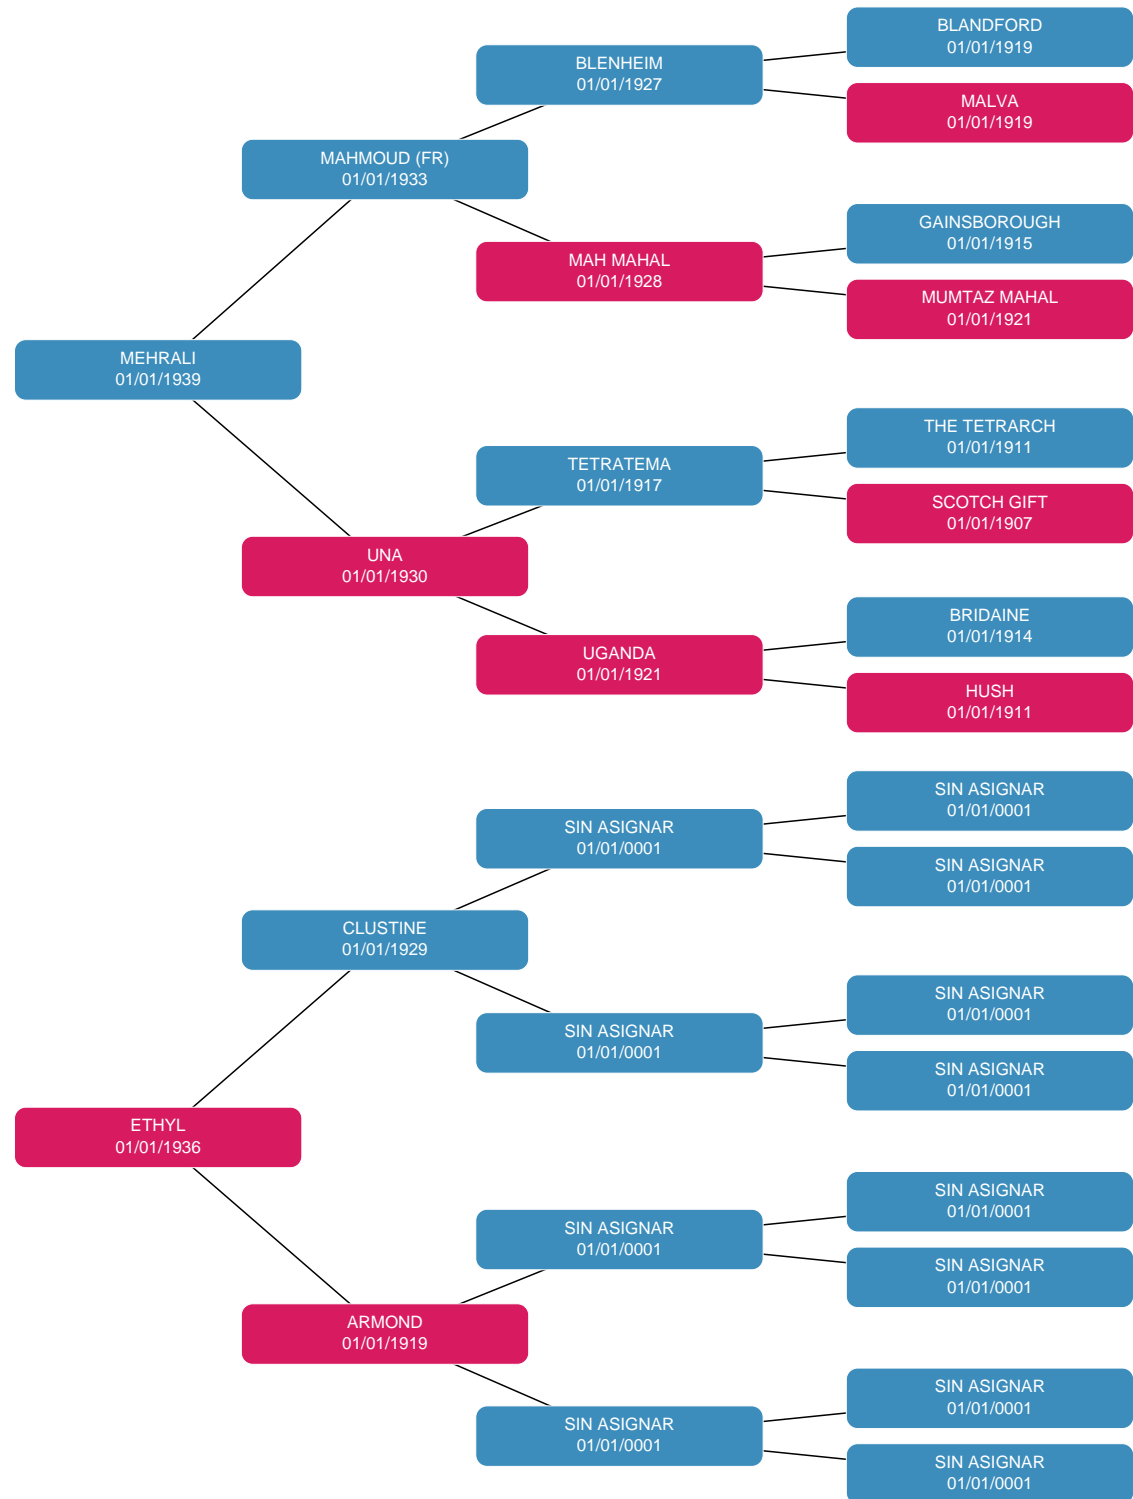 BLANDFORD
01/01/1919
BLENHEIM
01/01/1927
MALVA
01/01/1919
MAHMOUD (FR)
01/01/1933
GAINSBOROUGH
01/01/1915
MAH MAHAL
01/01/1928
MUMTAZ MAHAL
01/01/1921
MEHRALI
01/01/1939
THE TETRARCH
01/01/1911
TETRATEMA
01/01/1917
SCOTCH GIFT
01/01/1907
UNA
01/01/1930
BRIDAINE
01/01/1914
UGANDA
01/01/1921
HUSH
01/01/1911
SIN ASIGNAR
01/01/0001
SIN ASIGNAR
01/01/0001
SIN ASIGNAR
01/01/0001
CLUSTINE
01/01/1929
SIN ASIGNAR
01/01/0001
SIN ASIGNAR
01/01/0001
SIN ASIGNAR
01/01/0001
ETHYL
01/01/1936
SIN ASIGNAR
01/01/0001
SIN ASIGNAR
01/01/0001
SIN ASIGNAR
01/01/0001
ARMOND
01/01/1919
SIN ASIGNAR
01/01/0001
SIN ASIGNAR
01/01/0001
SIN ASIGNAR
01/01/0001